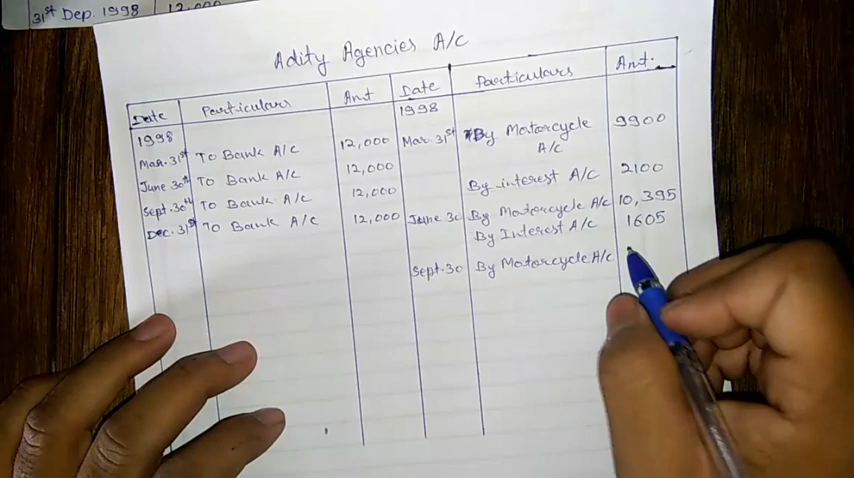 31st Dep. 1998 12,000
Adity Agencies A/C
Date Particulars Amt Date Particulars Amt.
1998 1998
Mar. 31st To Bank A/C 12,000 Mar. 31st By Motorcycle A/C 9900
June 30th To Bank A/C 12,000 By interest A/C 2100
Sept. 30th To Bank A/C 12,000 June 30 By Motorcycle A/C 10,395
Dec. 31st To Bank A/C 12,000 By Interest A/C 1605
Sept. 30 By Motorcycle A/C